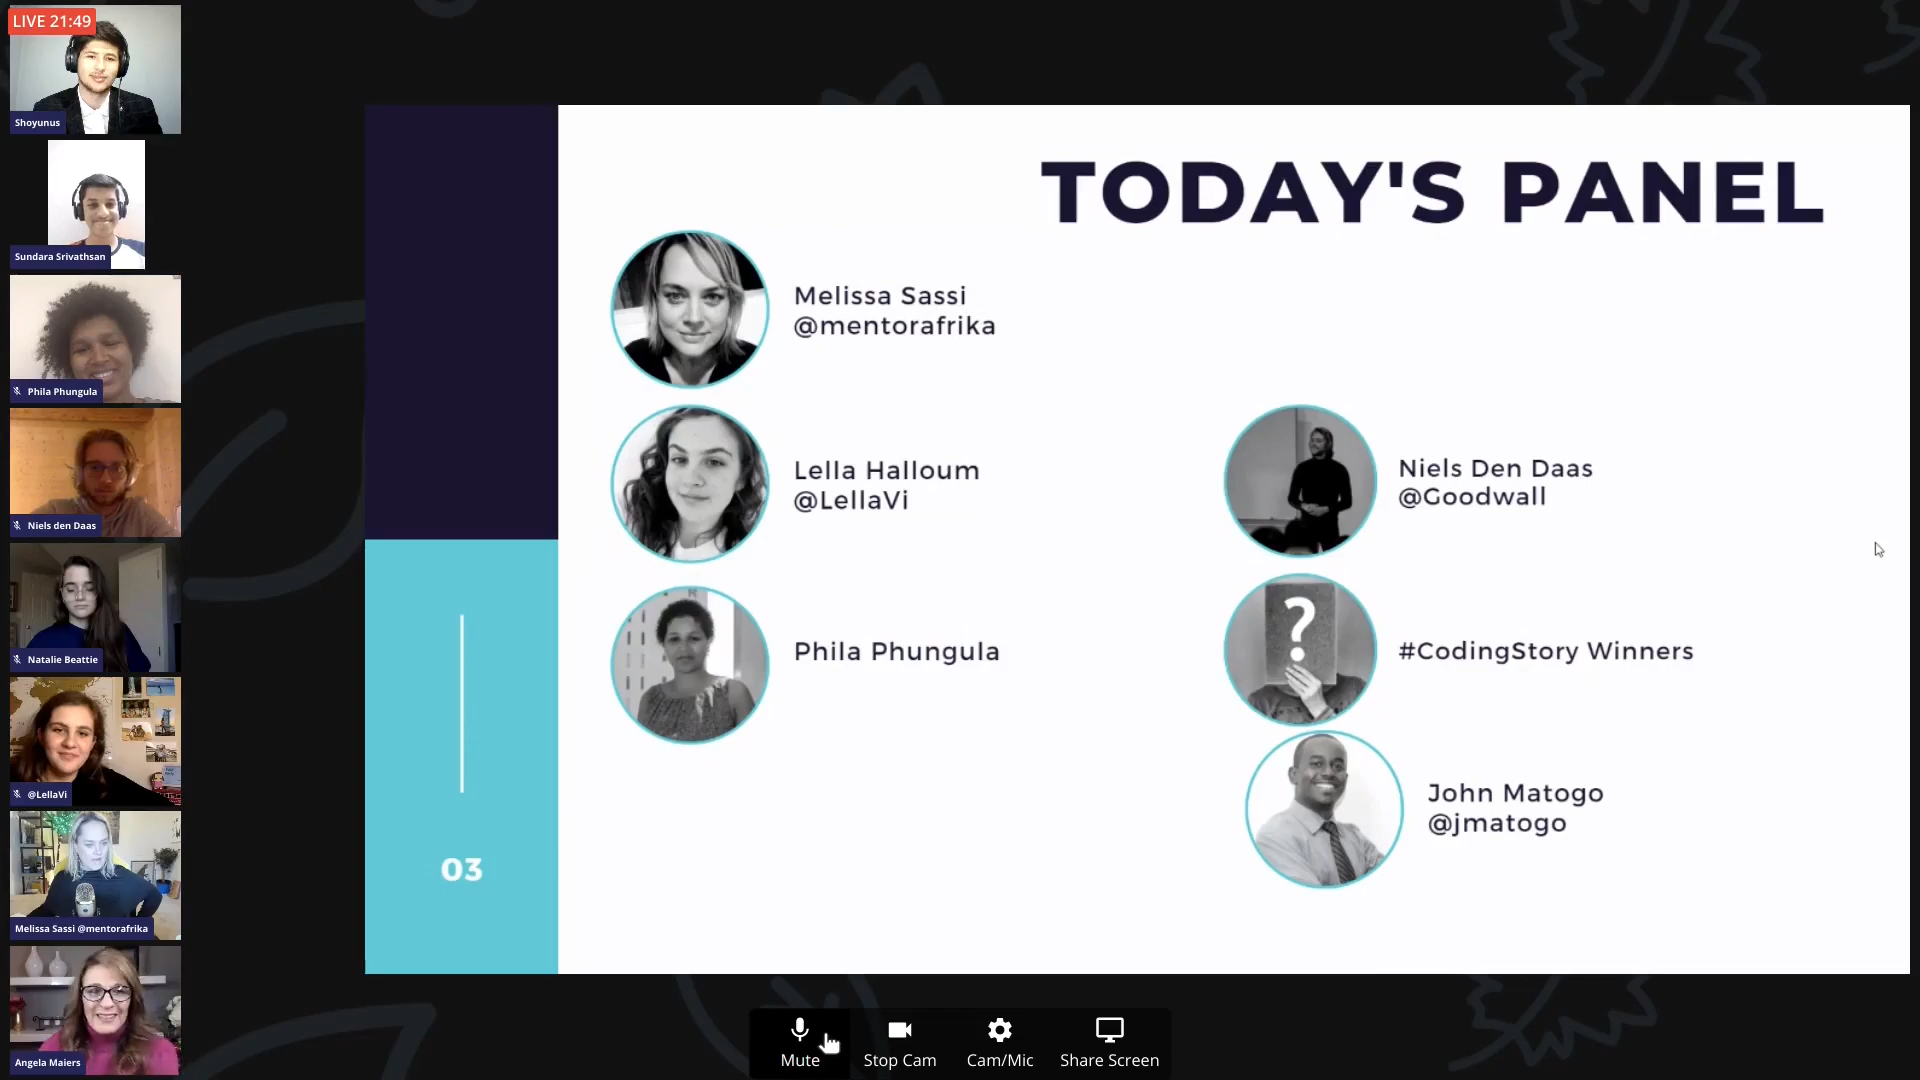 LIVE 21:49
Shoyunus
Sundara Srivathsan
Phila Phungula
Niels den Daas
Natalie Beattie
@LellaVi
Melissa Sassi @mentorafrika
Angela Maiers
TODAY'S PANEL
Melissa Sassi
@mentorafrika
Lella Halloum
@LellaVi
Phila Phungula
Niels Den Daas
@Goodwall
?
#CodingStory Winners
John Matogo
@jmatogo
03
Mute
Stop Cam
Cam/Mic
Share Screen